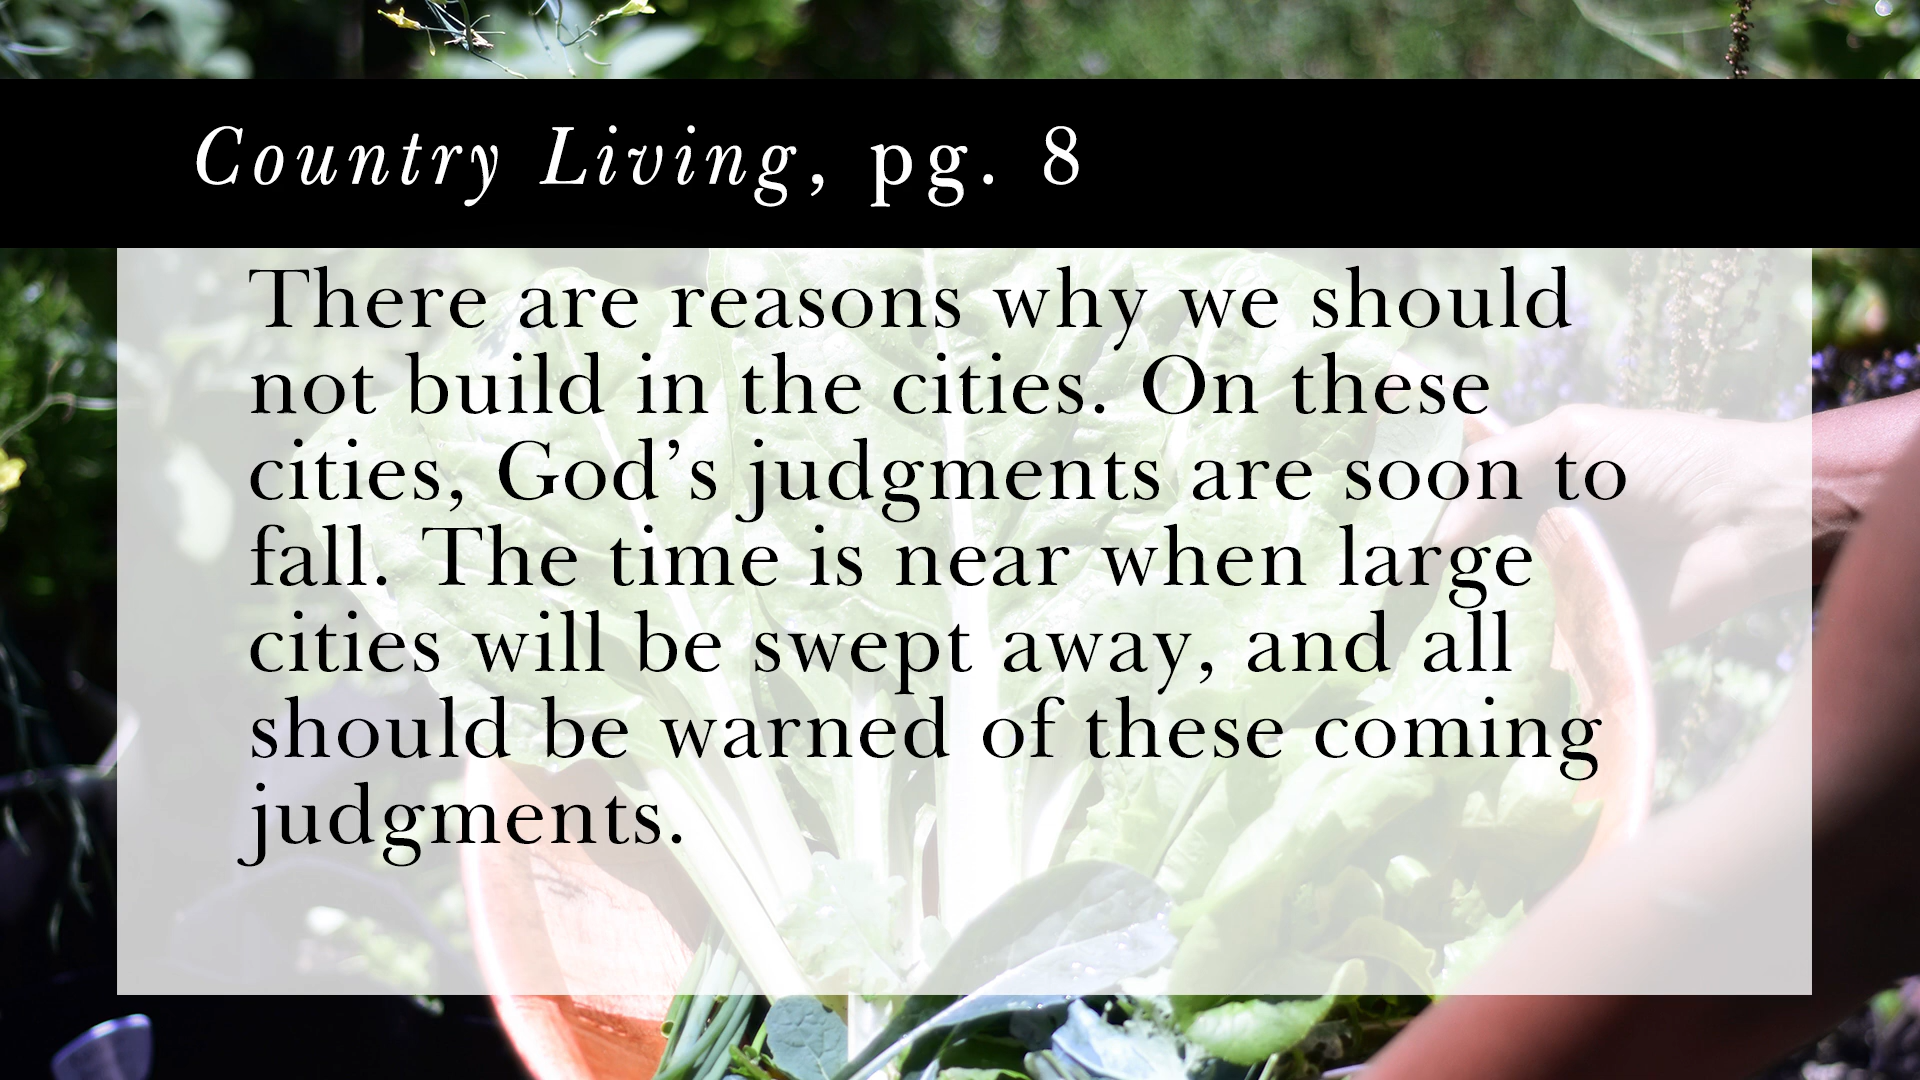 Country Living, pg. 8
There are reasons why we should
not build in the cities. On these
cities, God’s judgments are soon to
fall. The time is near when large
cities will be swept away, and all
should be warned of these coming
judgments.